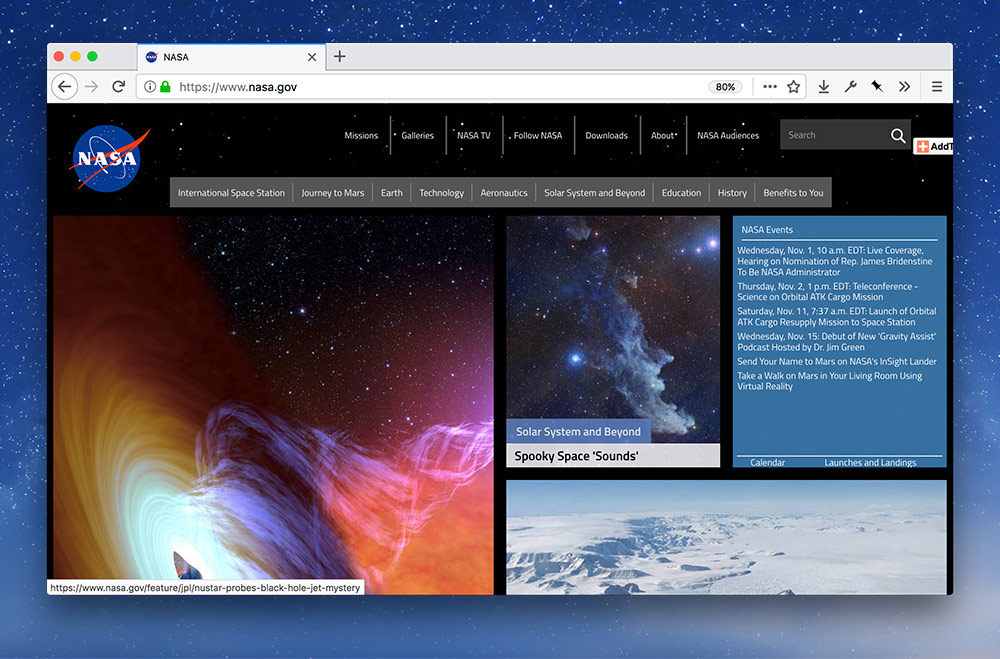 NASA
https://www.nasa.gov
80%
NASA
Missions
Galleries
NASA TV
Follow NASA
Downloads
About
NASA Audiences
Search
AddT
International Space Station
Journey to Mars
Earth
Technology
Aeronautics
Solar System and Beyond
Education
History
Benefits to You
Solar System and Beyond
Spooky Space 'Sounds'
NASA Events
Wednesday, Nov. 1, 10 a.m. EDT: Live Coverage,
Hearing on Nomination of Rep. James Bridenstine
To Be NASA Administrator
Thursday, Nov. 2, 1 p.m. EDT: Teleconference -
Science on Orbital ATK Cargo Mission
Saturday, Nov. 11, 7:37 a.m. EDT: Launch of Orbital
ATK Cargo Resupply Mission to Space Station
Wednesday, Nov. 15: Debut of New 'Gravity Assist'
Podcast Hosted by Dr. Jim Green
Send Your Name to Mars on NASA's InSight Lander
Take a Walk on Mars in Your Living Room Using
Virtual Reality
Calendar
Launches and Landings
https://www.nasa.gov/feature/jpl/nustar-probes-black-hole-jet-mystery